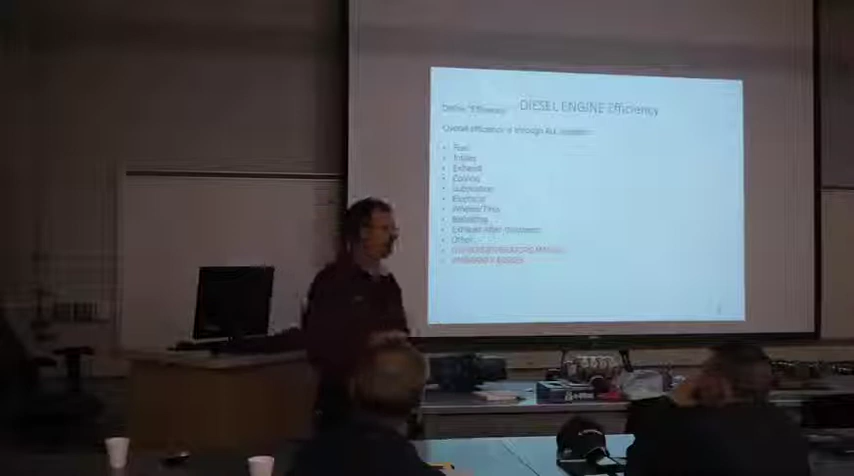 Define "Efficiency" DIESEL ENGINE Efficiency
Overall efficiency is through ALL systems
• Fuel
• Intake
• Exhaust
• Cooling
• Lubrication
• Electrical
• Wheels/Tires
• Exhaust After treatment
• Other